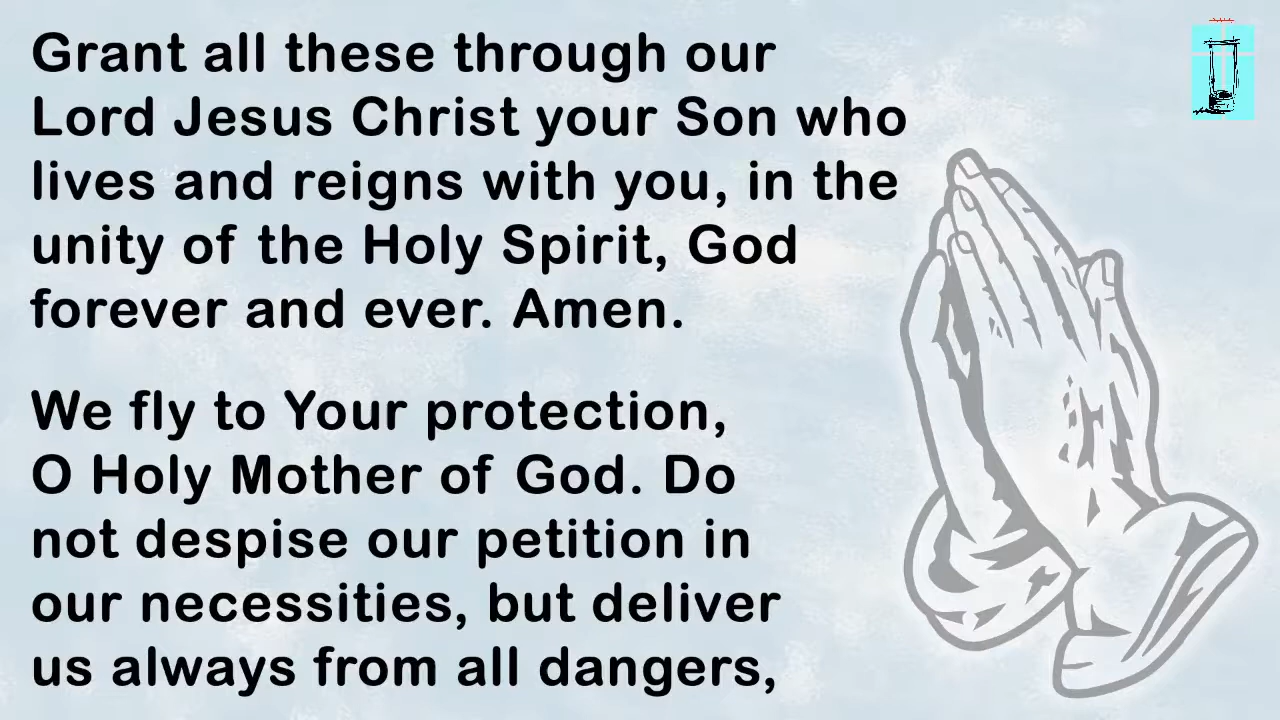 Grant all these through our
Lord Jesus Christ your Son who
lives and reigns with you, in the
unity of the Holy Spirit, God
forever and ever. Amen.
We fly to Your protection,
O Holy Mother of God. Do
not despise our petition in
our necessities, but deliver
us always from all dangers,